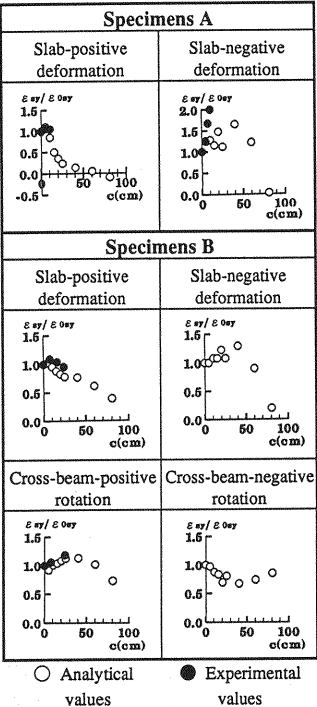 Specimens A
Slab-positive deformation
Slab-negative deformation
ε sy / ε 0sy
1.5
1.0
0.5
0.0
-0.5
50
100
c(cm)
ε sy / ε 0sy
2.0
1.5
1.0
0.5
0.0
0
50
100
c(cm)
Specimens B
Slab-positive deformation
Slab-negative deformation
ε sy / ε 0sy
1.5
1.0
0.5
0.0
0
50
100
c(cm)
ε sy / ε 0sy
1.5
1.0
0.5
0.0
0
50
100
c(cm)
Cross-beam-positive rotation
Cross-beam-negative rotation
ε sy / ε 0sy
1.5
1.0
0.5
0.0
0
50
100
c(cm)
ε sy / ε 0sy
1.5
1.0
0.5
0.0
0
50
100
c(cm)
Analytical values
Experimental values